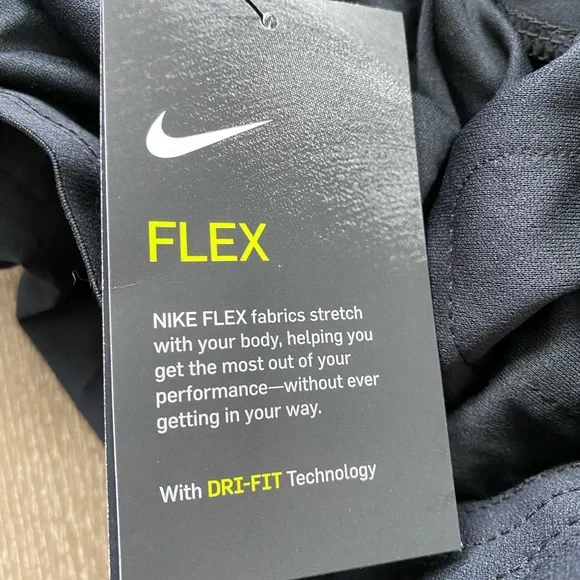 FLEX
NIKE FLEX fabrics stretch
with your body, helping you
get the most out of your
performance—without ever
getting in your way.
With DRI-FIT Technology